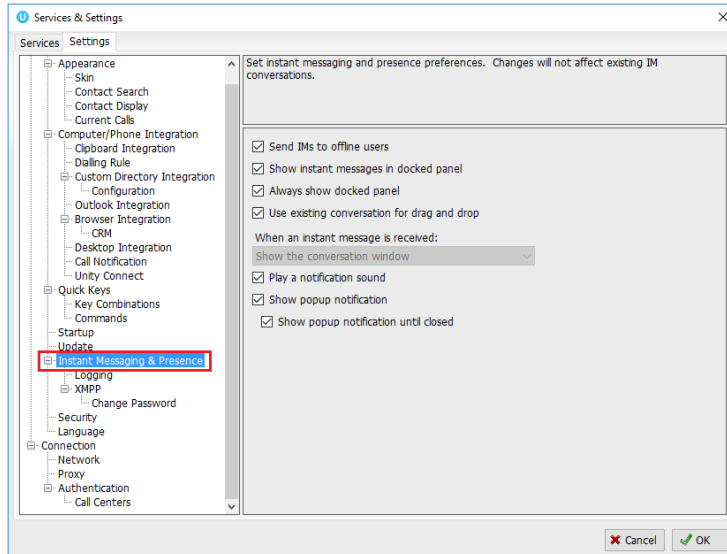 Services & Settings
Services Settings
Appearance
Skin
Contact Search
Contact Display
Current Calls
Computer/Phone Integration
Clipboard Integration
Dialling Rule
Custom Directory Integration
Configuration
Outlook Integration
Browser Integration
CRM
Desktop Integration
Call Notification
Unity Connect
Quick Keys
Key Combinations
Commands
Startup
Update
Instant Messaging & Presence
Logging
XMPP
Change Password
Security
Language
Connection
Network
Proxy
Authentication
Call Centers
Set instant messaging and presence preferences. Changes will not affect existing IM
conversations.
Send IMs to offline users
Show instant messages in docked panel
Always show docked panel
Use existing conversation for drag and drop
When an instant message is received:
Show the conversation window
Play a notification sound
Show popup notification
Show popup notification until closed
Cancel OK